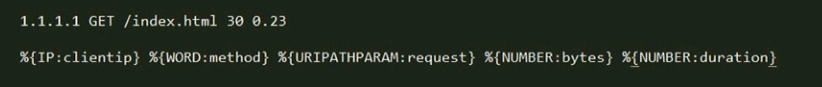 1.1.1.1 GET /index.html 30 0.23
%{IP:clientip} %{WORD:method} %{URIPATHPARAM:request} %{NUMBER:bytes} %{NUMBER:duration}